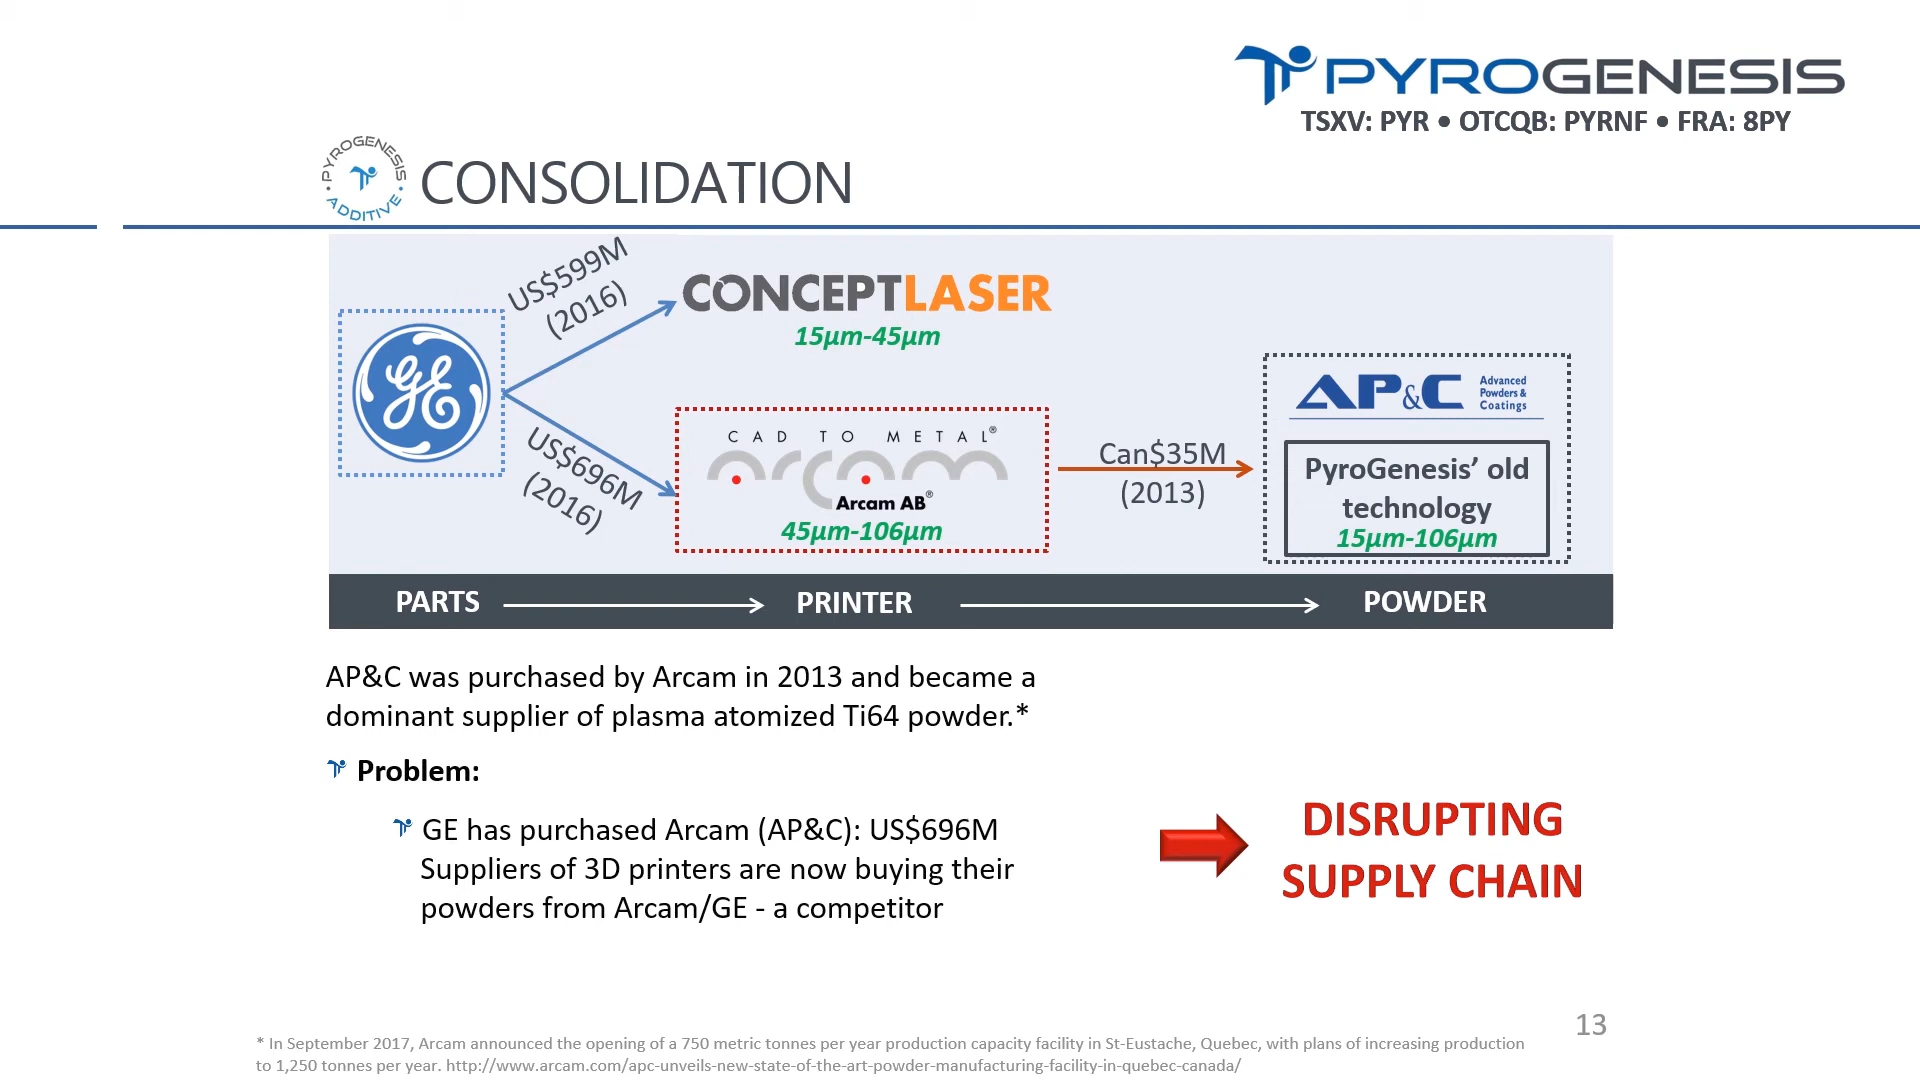 PYROGENESIS
TSXV: PYR • OTCQB: PYRNF • FRA: 8PY
PYROGENESIS
ADDITIVE
CONSOLIDATION
US$599M
(2016)
CONCEPTLASER
15µm-45µm
GE
US$696M
(2016)
CAD TO METAL®
arcam
Arcam AB®
45µm-106µm
Can$35M
(2013)
AP&C
Advanced
Powders &
Coatings
PyroGenesis’ old
technology
15µm-106µm
PARTS
PRINTER
POWDER
AP&C was purchased by Arcam in 2013 and became a
dominant supplier of plasma atomized Ti64 powder.*
Problem:
GE has purchased Arcam (AP&C): US$696M
Suppliers of 3D printers are now buying their
powders from Arcam/GE - a competitor
DISRUPTING
SUPPLY CHAIN
13
* In September 2017, Arcam announced the opening of a 750 metric tonnes per year production capacity facility in St-Eustache, Quebec, with plans of increasing production
to 1,250 tonnes per year. http://www.arcam.com/apc-unveils-new-state-of-the-art-powder-manufacturing-facility-in-quebec-canada/